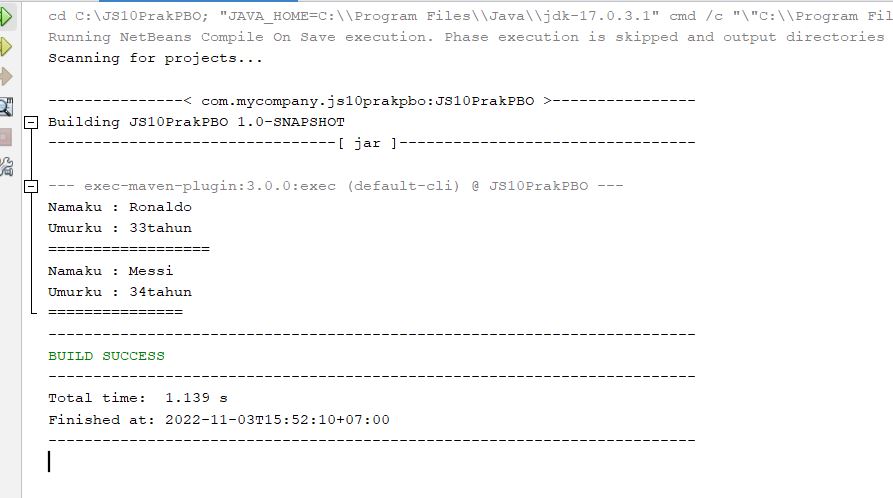 cd C:\JS10PrakPBO; "JAVA_HOME=C:\\Program Files\\Java\\jdk-17.0.3.1" cmd /c "\"C:\\Program Fil
Running NetBeans Compile On Save execution. Phase execution is skipped and output directories
Scanning for projects...
---------------< com.mycompany.js10prakpbo:JS10PrakPBO >----------------
Building JS10PrakPBO 1.0-SNAPSHOT
--------------------------------[ jar ]---------------------------------
--- exec-maven-plugin:3.0.0:exec (default-cli) @ JS10PrakPBO ---
Namaku : Ronaldo
Umurku : 33tahun
==================
Namaku : Messi
Umurku : 34tahun
===============
------------------------------------------------------------------------
BUILD SUCCESS
------------------------------------------------------------------------
Total time:  1.139 s
Finished at: 2022-11-03T15:52:10+07:00
------------------------------------------------------------------------